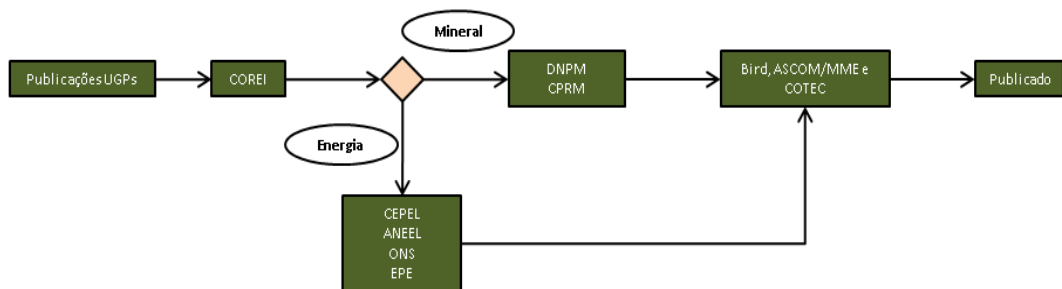 Mineral
Publicações UGPs
COREI
DNPM
CPRM
Bird, ASCOM/MME e
COTEC
Publicado
Energia
CEPEL
ANEEL
ONS
EPE